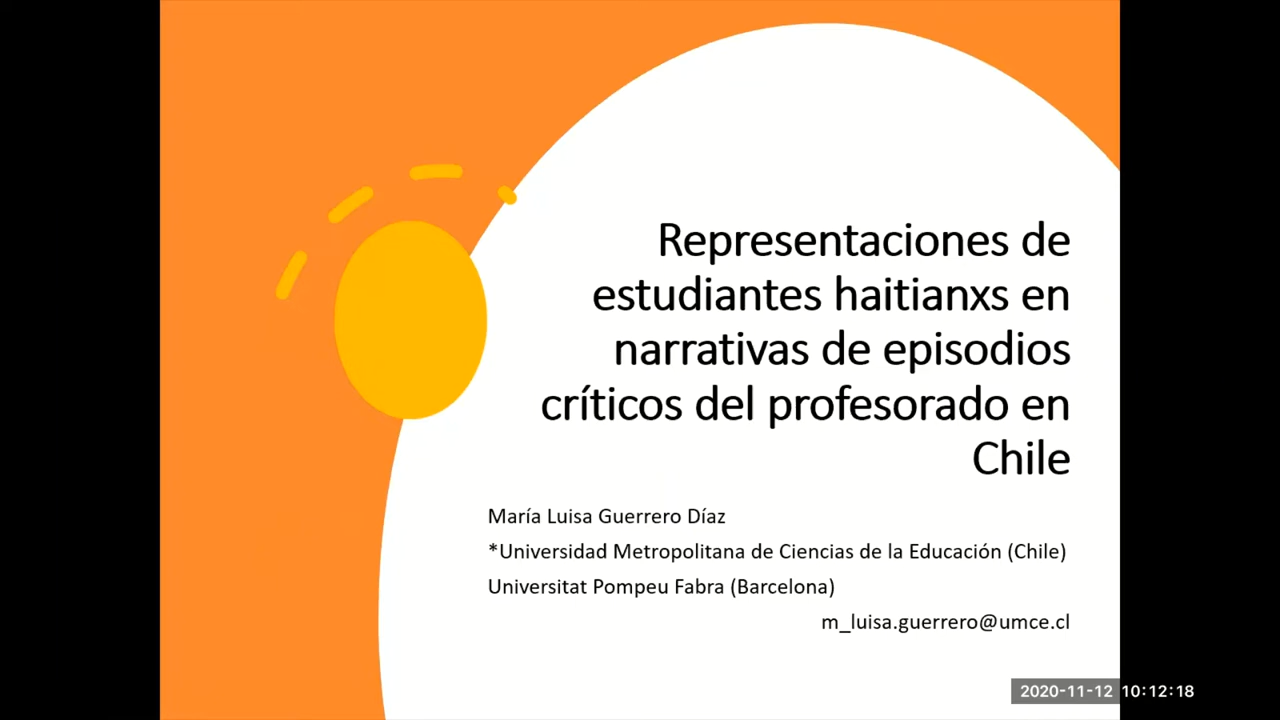 Representaciones de
estudiantes haitianxs en
narrativas de episodios
críticos del profesorado en
Chile
María Luisa Guerrero Díaz
*Universidad Metropolitana de Ciencias de la Educación (Chile)
Universitat Pompeu Fabra (Barcelona)
m_luisa.guerrero@umce.cl
2020-11-12 10:12:18